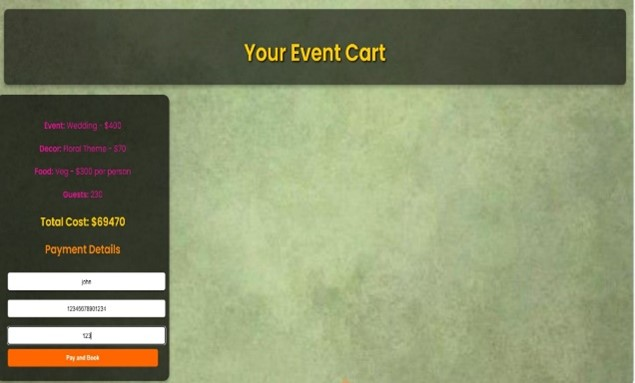 Your Event Cart
Event: Wedding - $400
Decor: Floral Theme - $70
Food: Veg - $300 per person
Guests: 230
Total Cost: $69470
Payment Details
john
12345678901234
123
Pay and Book